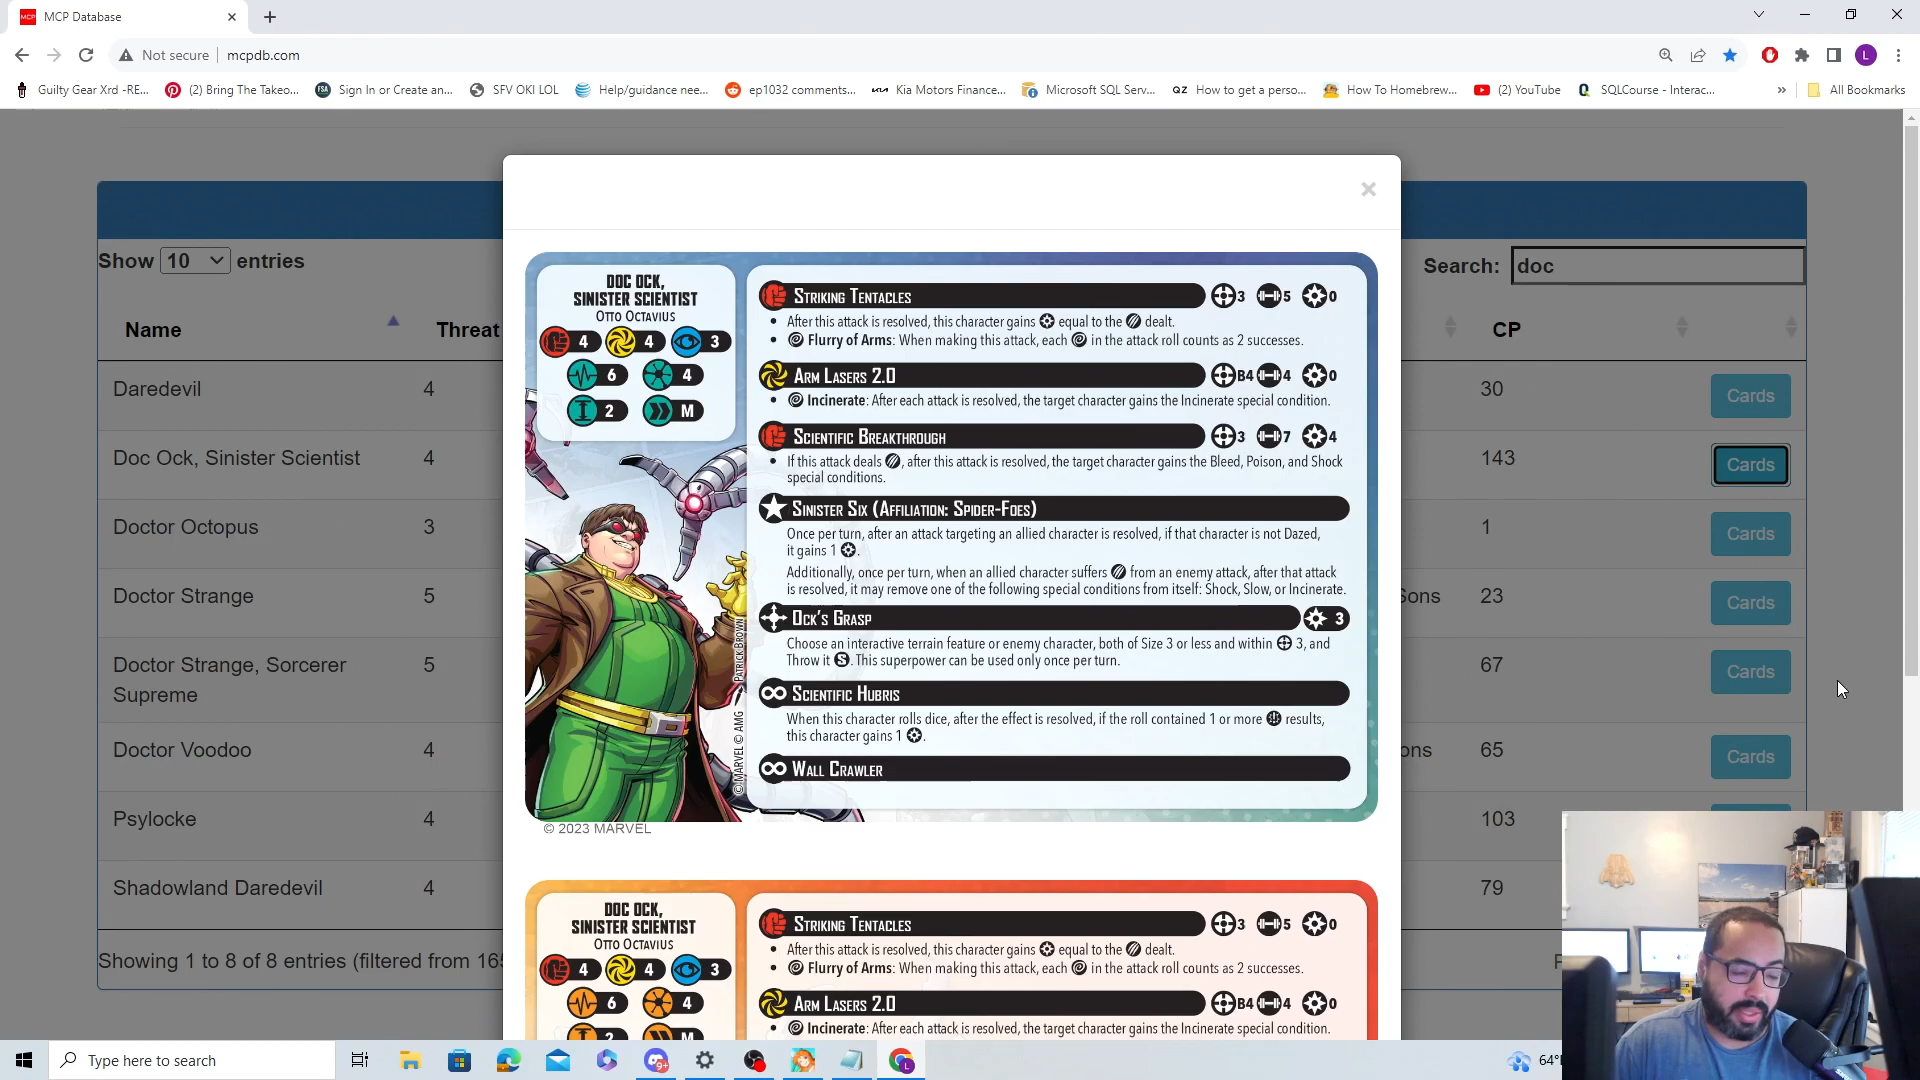 MCP Database
Not secure mcpdb.com
L
Guilty Gear Xrd -RE...
(2) Bring The Takeo...
Sign In or Create an...
SFV OKI LOL
Help/guidance nee...
ep1032 comments...
Kia Motors Finance...
Microsoft SQL Serv...
How to get a perso...
How To Homebrew...
(2) YouTube
SQLCourse - Interac...
All Bookmarks
Show 10 entries
Search: doc
Name Threat CP
Daredevil 4 30 Cards
Doc Ock, Sinister Scientist 4 143 Cards
Doctor Octopus 3 1 Cards
Doctor Strange 5 Sons 23 Cards
Doctor Strange, Sorcerer
Supreme 5 67 Cards
Doctor Voodoo 4 ons 65 Cards
Psylocke 4 103
Shadowland Daredevil 4 79
Showing 1 to 8 of 8 entries (filtered from 165
×
DOC OCK,
SINISTER SCIENTIST
OTTO OCTAVIUS
4 4 3
6 4
2 M
STRIKING TENTACLES 3 5 0
• After this attack is resolved, this character gains equal to the dealt.
• Flurry of Arms: When making this attack, each in the attack roll counts as 2 successes.
ARM LASERS 2.0 B4 4 0
• Incinerate: After each attack is resolved, the target character gains the Incinerate special condition.
SCIENTIFIC BREAKTHROUGH 3 7 4
• If this attack deals , after this attack is resolved, the target character gains the Bleed, Poison, and Shock
special conditions.
SINISTER SIX (AFFILIATION: SPIDER-FOES)
Once per turn, after an attack targeting an allied character is resolved, if that character is not Dazed,
it gains 1 .
Additionally, once per turn, when an allied character suffers from an enemy attack, after that attack
is resolved, it may remove one of the following special conditions from itself: Shock, Slow, or Incinerate.
OCK'S GRASP 3
Choose an interactive terrain feature or enemy character, both of Size 3 or less and within 3, and
Throw it S. This superpower can be used only once per turn.
SCIENTIFIC HUBRIS
When this character rolls dice, after the effect is resolved, if the roll contained 1 or more results,
this character gains 1 .
WALL CRAWLER
© MARVEL © AMG PATRICK BROWN
© 2023 MARVEL
DOC OCK,
SINISTER SCIENTIST
OTTO OCTAVIUS
4 4 3
6 4
2 M
STRIKING TENTACLES 3 5 0
• After this attack is resolved, this character gains equal to the dealt.
• Flurry of Arms: When making this attack, each in the attack roll counts as 2 successes.
ARM LASERS 2.0 B4 4 0
• Incinerate: After each attack is resolved, the target character gains the Incinerate special condition.
Type here to search
9+
64°